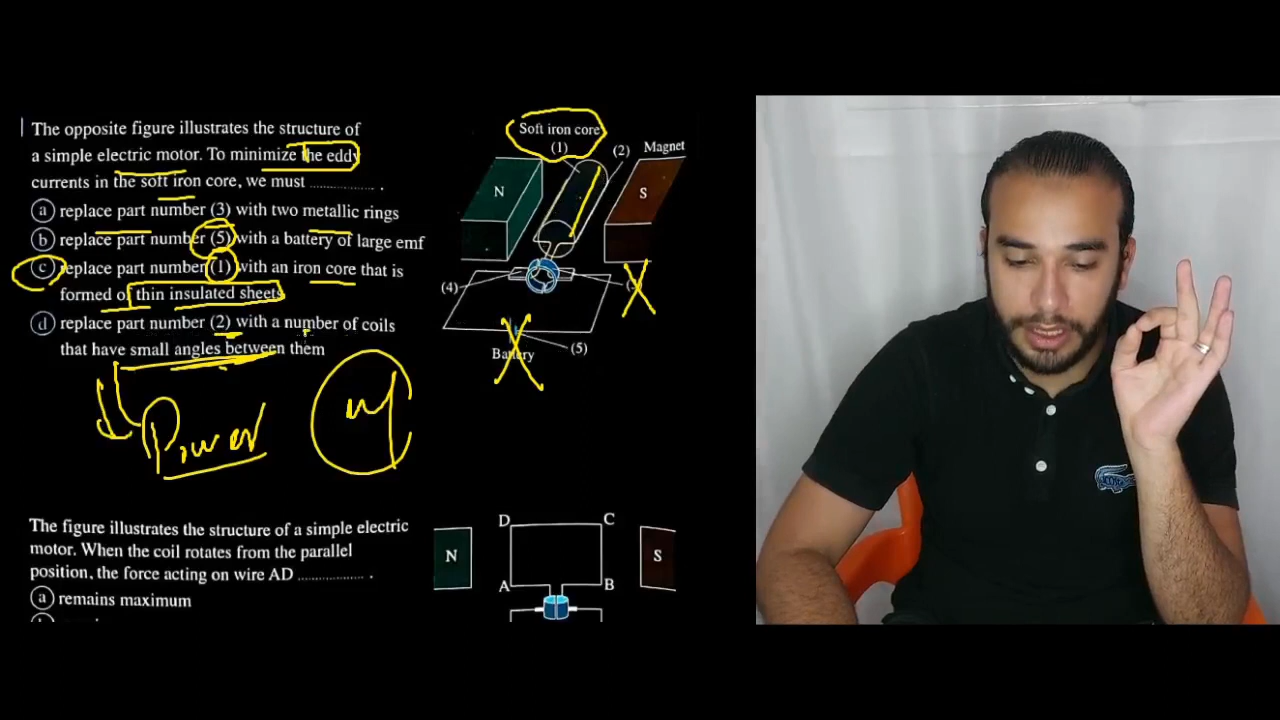 The opposite figure illustrates the structure of
a simple electric motor. To minimize the eddy
currents in the soft iron core, we must ................ .
a replace part number (3) with two metallic rings
b replace part number (5) with a battery of large emf
c replace part number (1) with an iron core that is
formed of thin insulated sheets
d replace part number (2) with a number of coils
that have small angles between them
Soft iron core
(1)
(2)
Magnet
N
S
(4)
Battery
(5)
Power
The figure illustrates the structure of a simple electric
motor. When the coil rotates from the parallel
position, the force acting on wire AD ................ .
a remains maximum
D
C
N
S
A
B